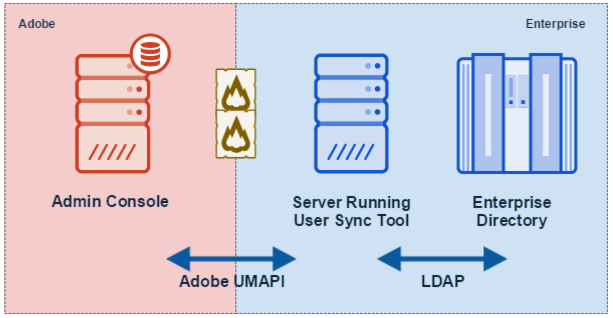 Adobe
Enterprise
Admin Console
Server Running
User Sync Tool
Enterprise
Directory
Adobe UMAPI
LDAP